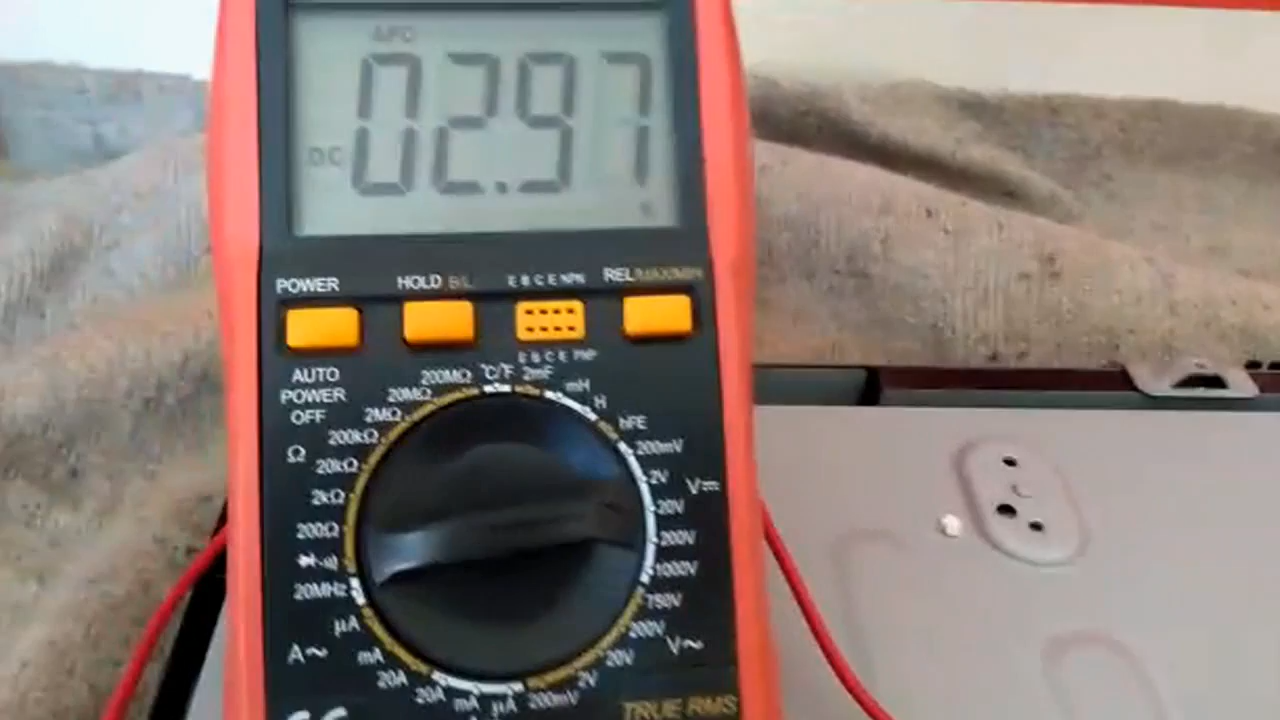 APO
DC 02.97
POWER HOLD B/L E B C E NPN REL/MAX/MIN
E B C E PNP
AUTO
POWER
OFF
200MΩ °C/F 2mF
20MΩ mH
2MΩ H
200kΩ hFE
Ω 20kΩ 200mV
2kΩ 2V V
200Ω 20V
200V
20MHz 1000V
μA 750V
A~ mA 200V V~
20A 20V
20A mA μA 200mV 2V
TRUE RMS